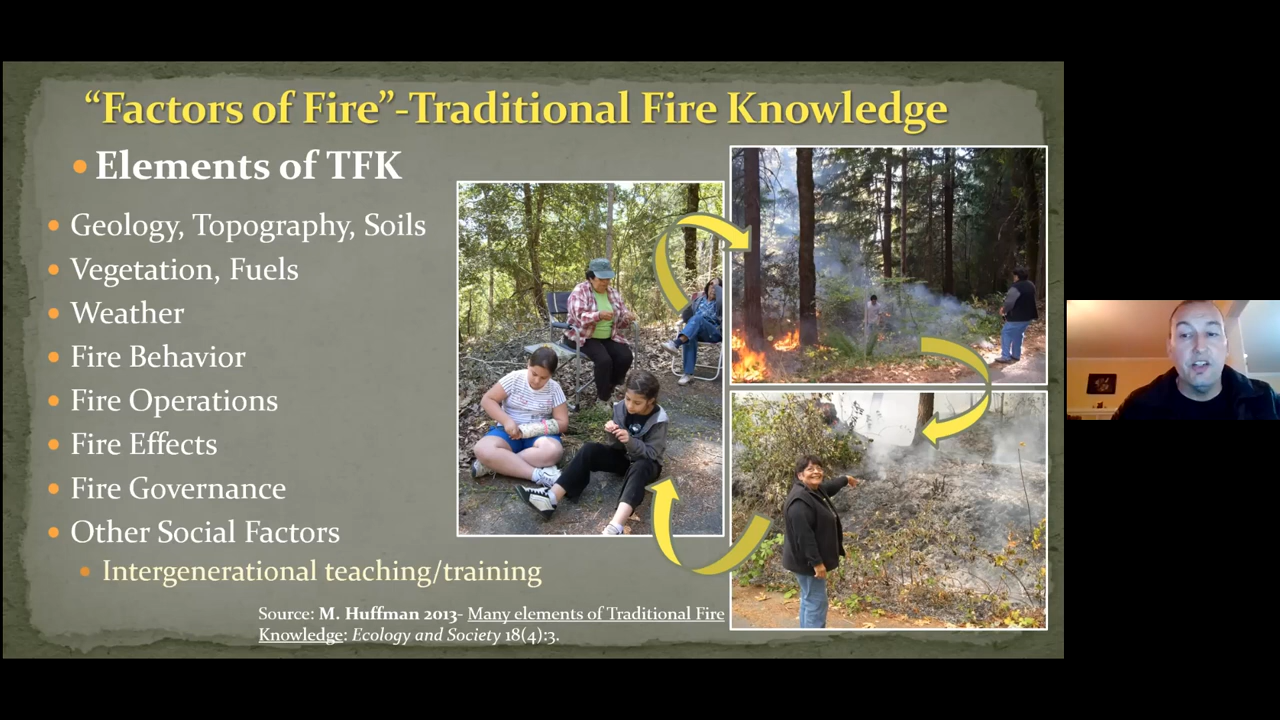 “Factors of Fire”-Traditional Fire Knowledge
• Elements of TFK
• Geology, Topography, Soils
• Vegetation, Fuels
• Weather
• Fire Behavior
• Fire Operations
• Fire Effects
• Fire Governance
• Other Social Factors
• Intergenerational teaching/training
Source: M. Huffman 2013- Many elements of Traditional Fire
Knowledge: Ecology and Society 18(4):3.